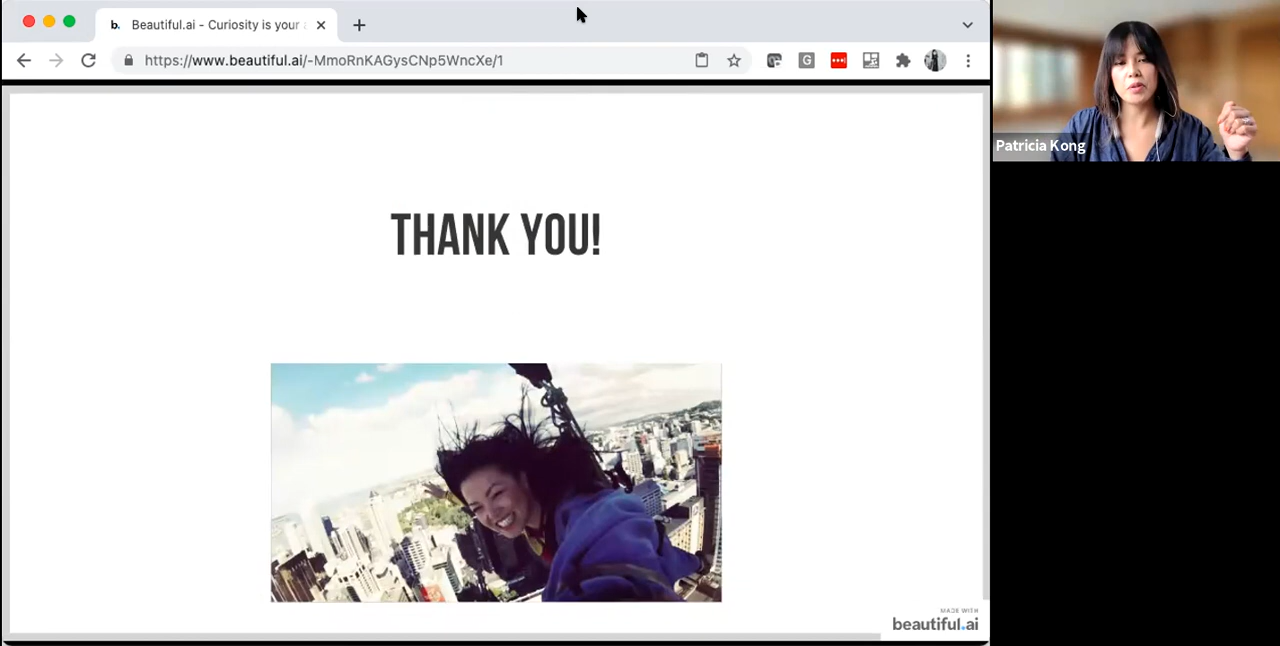 b. Beautiful.ai - Curiosity is your
https://www.beautiful.ai/-MmoRnKAGysCNp5WncXe/1
G
Patricia Kong
THANK YOU!
MADE WITH
beautiful.ai